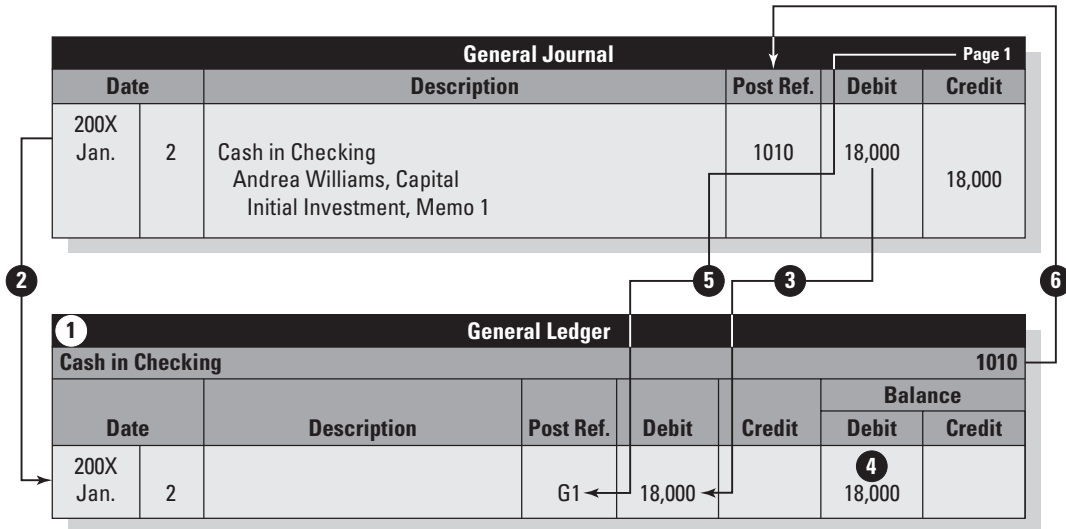 General Journal Page 1
Date Description Post Ref. Debit Credit
200X
Jan. 2 Cash in Checking 1010 18,000
Andrea Williams, Capital 18,000
Initial Investment, Memo 1
2 5 3 6
1 General Ledger
Cash in Checking 1010
Balance
Date Description Post Ref. Debit Credit Debit Credit
200X 4
Jan. 2 G1 18,000 18,000